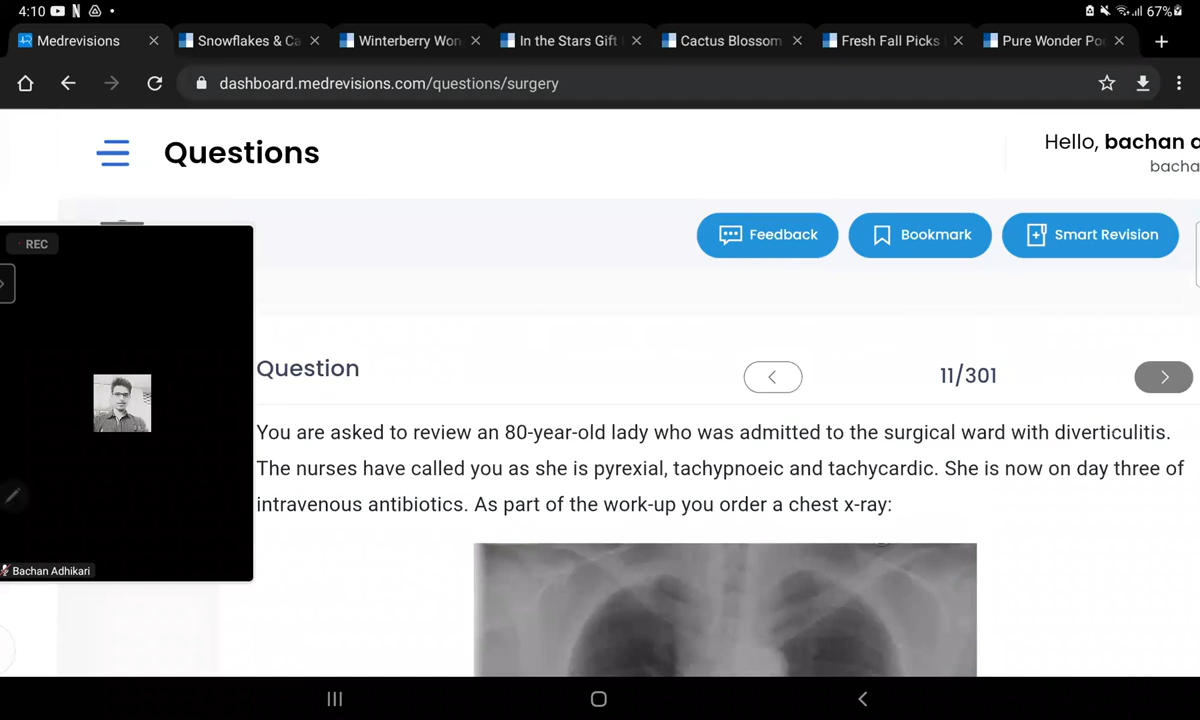 4:10 67%
Medrevisions Snowflakes & Ca Winterberry Won In the Stars Gift Cactus Blossom Fresh Fall Picks Pure Wonder Po
dashboard.medrevisions.com/questions/surgery
Questions
Hello, bachan a
bacha
REC
Feedback Bookmark Smart Revision
Question 11/301
You are asked to review an 80-year-old lady who was admitted to the surgical ward with diverticulitis.
The nurses have called you as she is pyrexial, tachypnoeic and tachycardic. She is now on day three of
intravenous antibiotics. As part of the work-up you order a chest x-ray:
Bachan Adhikari